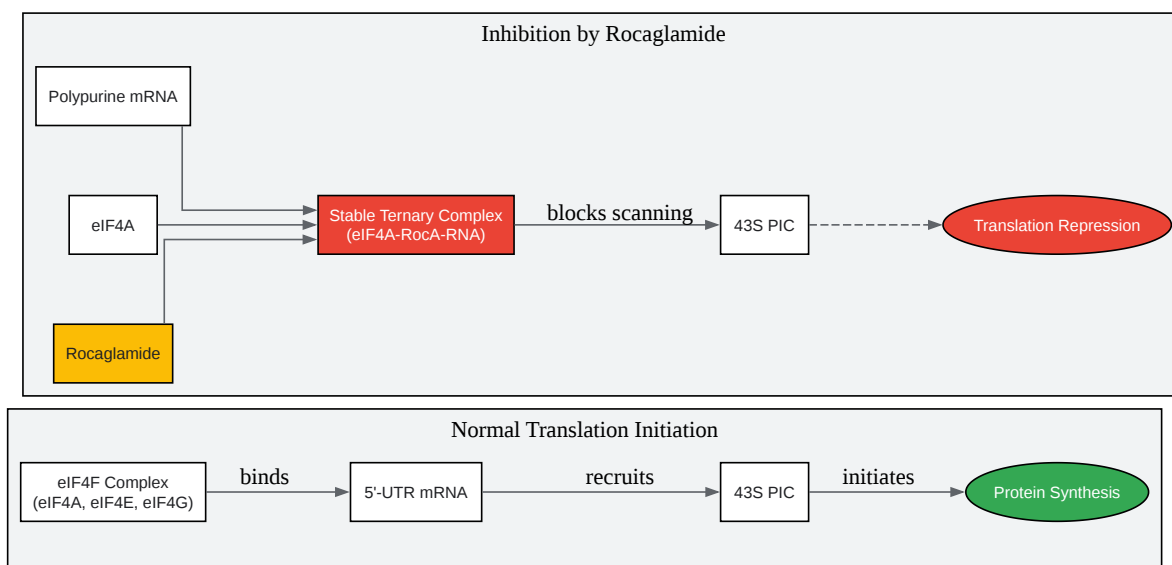 Inhibition by Rocaglamide
Polypurine mRNA
eIF4A
Stable Ternary Complex
(eIF4A-RocA-RNA)
blocks scanning
43S PIC
Translation Repression
Rocaglamide
Normal Translation Initiation
eIF4F Complex
(eIF4A, eIF4E, eIF4G)
binds
5'-UTR mRNA
recruits
43S PIC
initiates
Protein Synthesis